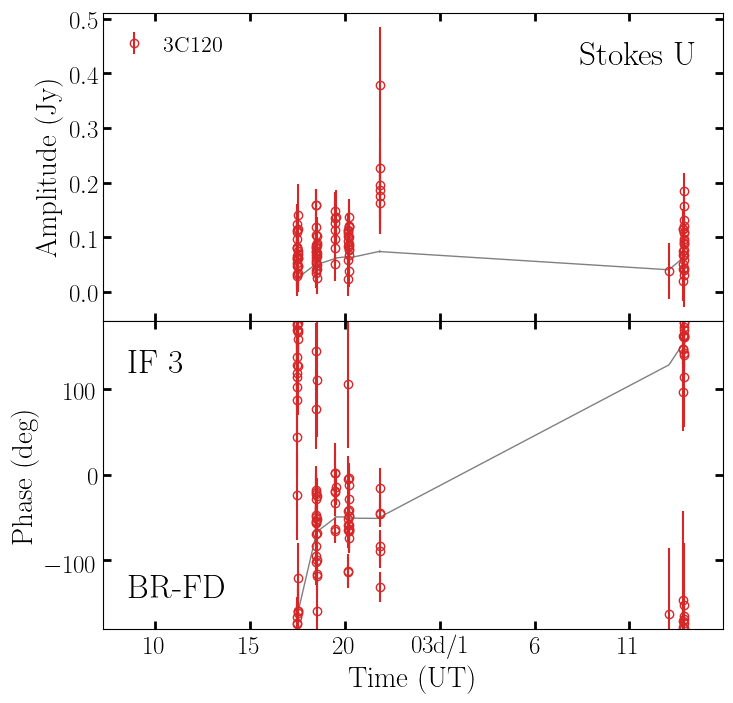 0.5
3C120
Stokes U
0.4
0.3
0.2
0.1
0.0
Amplitude (Jy)
IF 3
100
0
−100
Phase (deg)
BR-FD
10 15 20 03d/1 6 11
Time (UT)